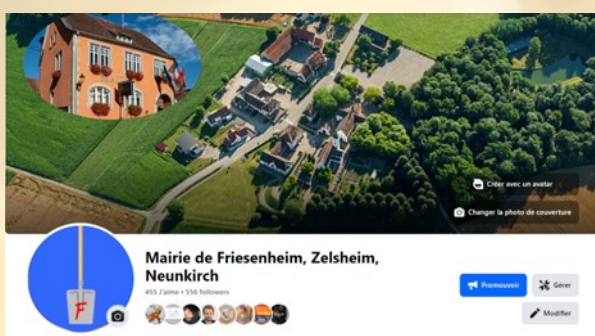 Créer avec un avatar
Changer la photo de couverture
Mairie de Friesenheim, Zelsheim,
Neunkirch
455 J'aime • 556 followers
Promouvoir
Gérer
Modifier
F